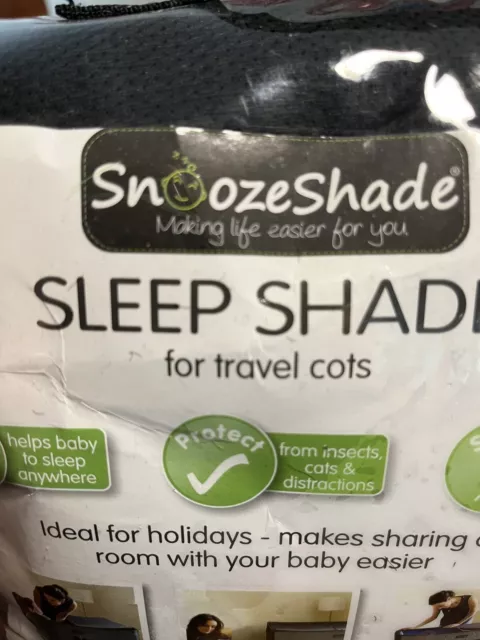 zzz
SnoozeShade®
Making life easier for you
SLEEP SHAD
for travel cots
helps baby
to sleep
anywhere
Protect
from insects,
cats &
distractions
Ideal for holidays - makes sharing
room with your baby easier